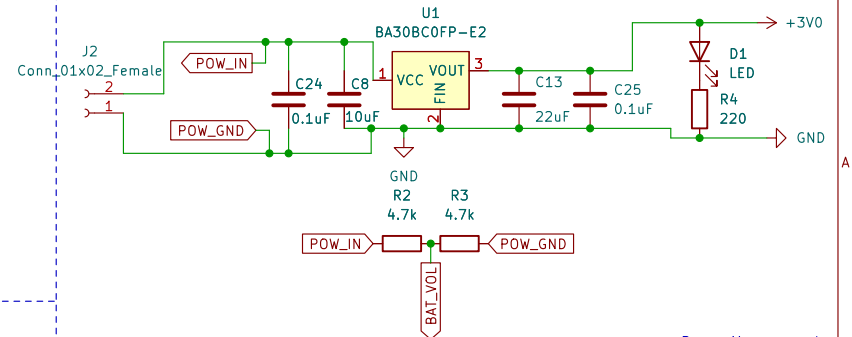 U1
BA30BC0FP-E2
+3V0
J2
Conn_01x02_Female
POW_IN
2
1
1
VCC
VOUT
3
FIN
2
C24
0.1uF
C8
10uF
C13
22uF
C25
0.1uF
D1
LED
R4
220
POW_GND
GND
GND
A
R2
4.7k
R3
4.7k
POW_IN
POW_GND
BAT_VOL